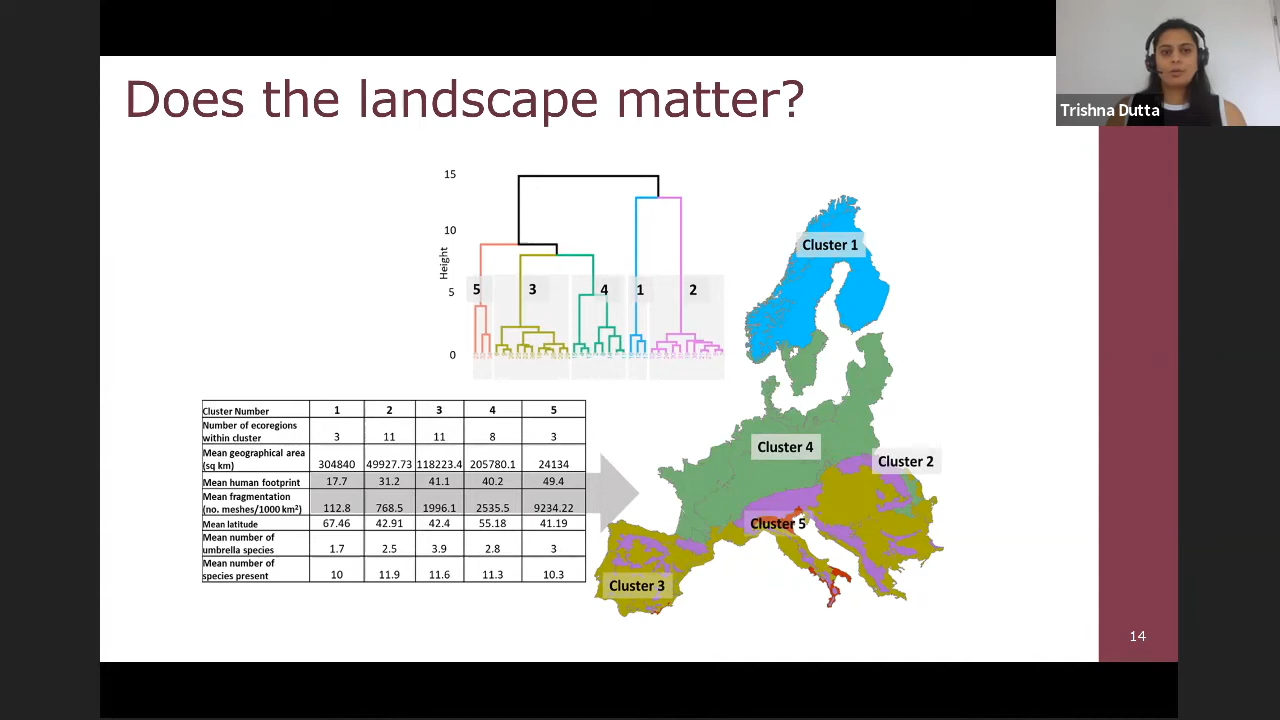 Does the landscape matter?
Trishna Dutta
15
10
5
0
Height
5
3
4
1
2
Cluster 1
Cluster 4
Cluster 2
Cluster 5
Cluster 3
Cluster Number 1 2 3 4 5
Number of ecoregions
within cluster 3 11 11 8 3
Mean geographical area
(sq km) 304840 49927.73 118223.4 205780.1 24134
Mean human footprint 17.7 31.2 41.1 40.2 49.4
Mean fragmentation
(no. meshes/1000 km²) 112.8 768.5 1996.1 2535.5 9234.22
Mean latitude 67.46 42.91 42.4 55.18 41.19
Mean number of
umbrella species 1.7 2.5 3.9 2.8 3
Mean number of
species present 10 11.9 11.6 11.3 10.3
14